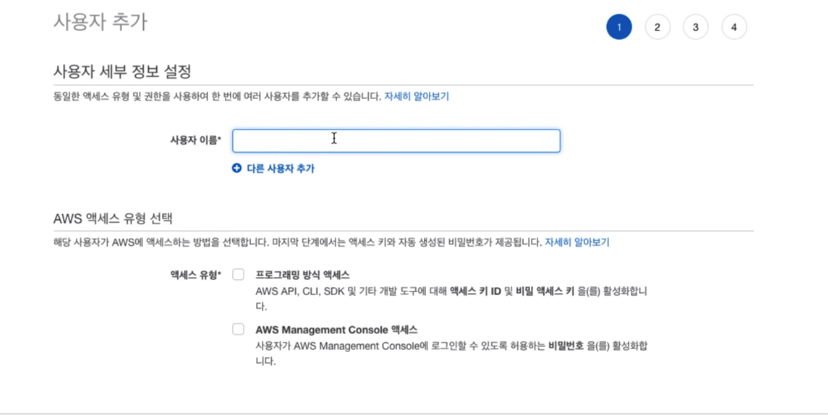 사용자 추가
1 2 3 4
사용자 세부 정보 설정
동일한 액세스 유형 및 권한을 사용하여 한 번에 여러 사용자를 추가할 수 있습니다. 자세히 알아보기
사용자 이름*
다른 사용자 추가
AWS 액세스 유형 선택
해당 사용자가 AWS에 액세스하는 방법을 선택합니다. 마지막 단계에서는 액세스 키와 자동 생성된 비밀번호가 제공됩니다. 자세히 알아보기
액세스 유형* 프로그래밍 방식 액세스
AWS API, CLI, SDK 및 기타 개발 도구에 대해 액세스 키 ID 및 비밀 액세스 키 을(를) 활성화합니
다.
AWS Management Console 액세스
사용자가 AWS Management Console에 로그인할 수 있도록 허용하는 비밀번호 을(를) 활성화합
니다.